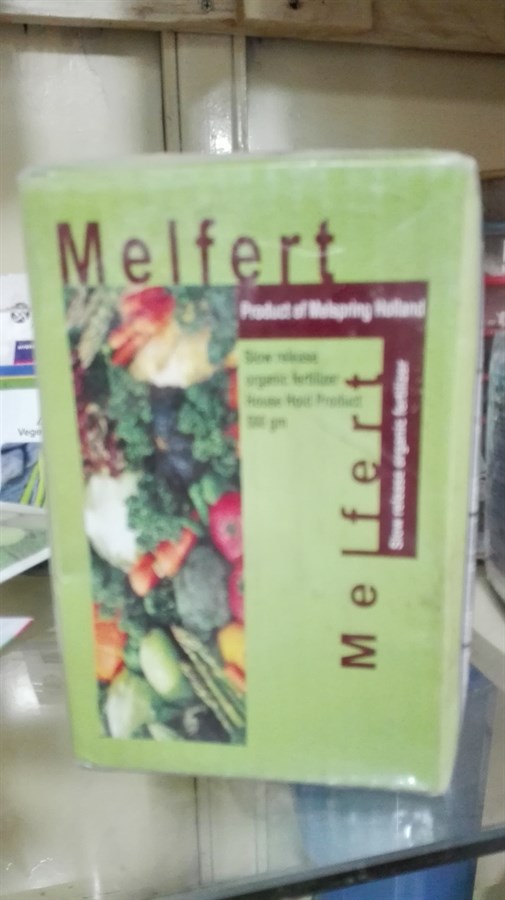 Melfert
Product of Melspring Holland
Slow release
organic fertilizer
House Hold Product
500 gm
Melfert
Slow release organic fertilizer